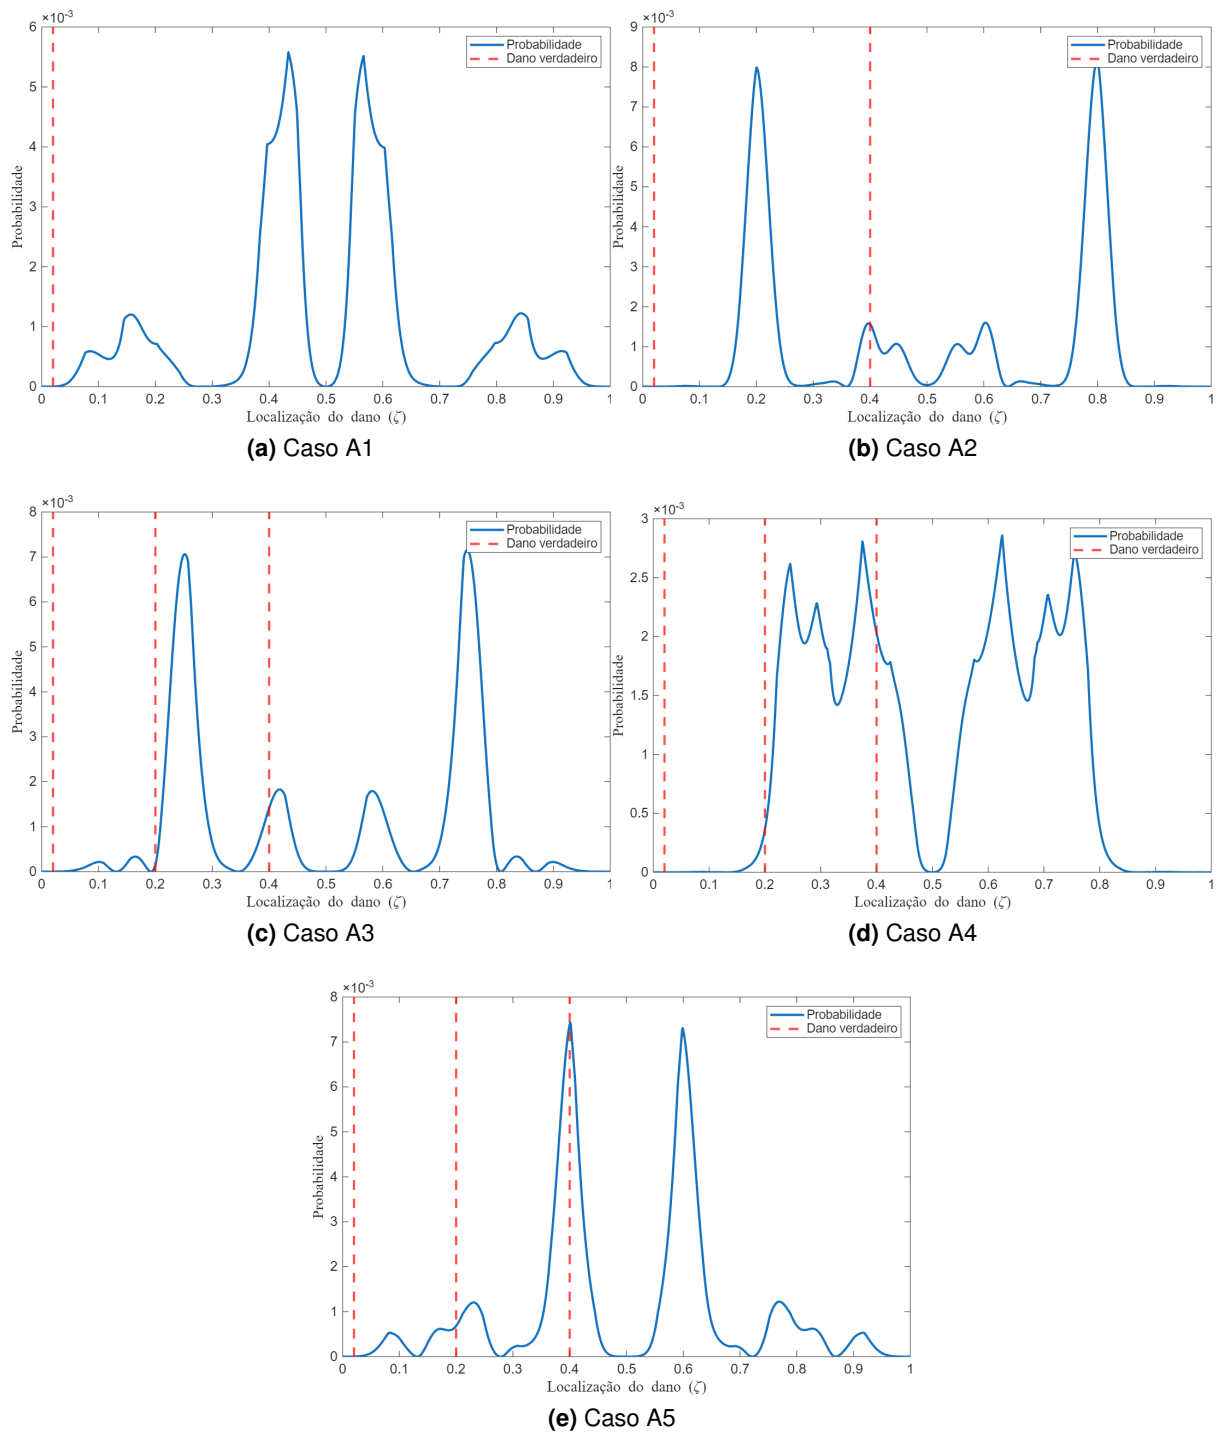 ×10⁻³
6
5
4
3
2
1
0
Probabilidade
Probabilidade
Dano verdadeiro
0 0.1 0.2 0.3 0.4 0.5 0.6 0.7 0.8 0.9 1
Localização do dano (ζ)
(a) Caso A1
×10⁻³
9
8
7
6
5
4
3
2
1
0
Probabilidade
Probabilidade
Dano verdadeiro
0 0.1 0.2 0.3 0.4 0.5 0.6 0.7 0.8 0.9 1
Localização do dano (ζ)
(b) Caso A2
×10⁻³
8
7
6
5
4
3
2
1
0
Probabilidade
Probabilidade
Dano verdadeiro
0 0.1 0.2 0.3 0.4 0.5 0.6 0.7 0.8 0.9 1
Localização do dano (ζ)
(c) Caso A3
×10⁻³
3
2.5
2
1.5
1
0.5
0
Probabilidade
Probabilidade
Dano verdadeiro
0 0.1 0.2 0.3 0.4 0.5 0.6 0.7 0.8 0.9 1
Localização do dano (ζ)
(d) Caso A4
×10⁻³
8
7
6
5
4
3
2
1
0
Probabilidade
Probabilidade
Dano verdadeiro
0 0.1 0.2 0.3 0.4 0.5 0.6 0.7 0.8 0.9 1
Localização do dano (ζ)
(e) Caso A5